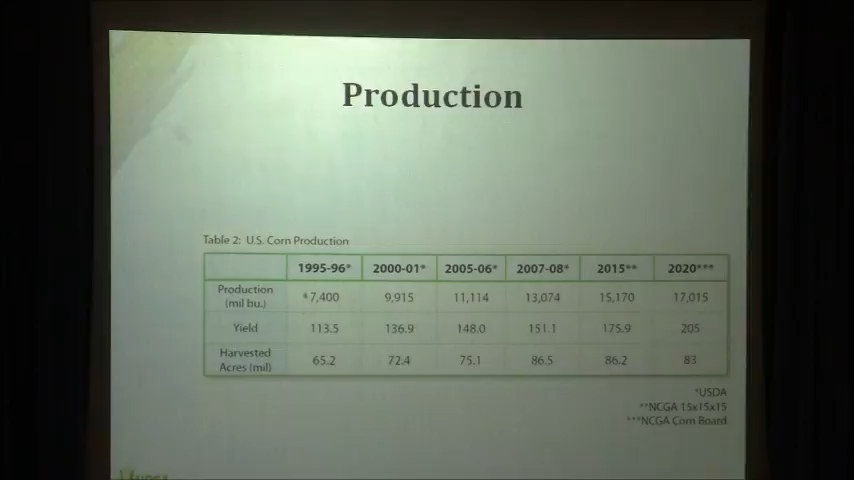 Production
Table 2: U.S. Corn Production
1995-96* 2000-01* 2005-06* 2007-08* 2015** 2020***
Production
(mil bu.) *7,400 9,915 11,114 13,074 15,170 17,015
Yield 113.5 136.9 148.0 151.1 175.9 205
Harvested
Acres (mil) 65.2 72.4 75.1 86.5 86.2 83
*USDA
**NCGA 15x15x15
***NCGA Corn Board